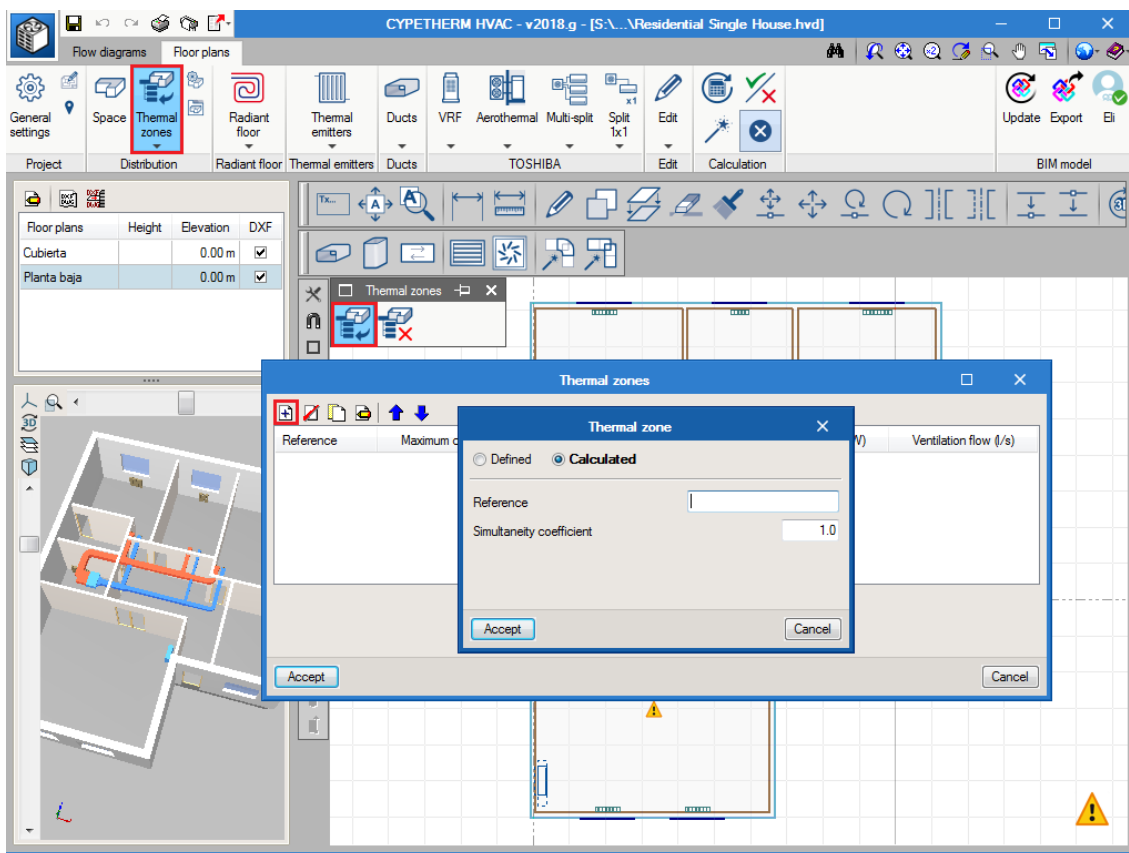 CYPETHERM HVAC - v2018.g - [S:\...\Residential Single House.hvd]
Flow diagrams Floor plans
General settings
Space
Thermal zones
Radiant floor
Thermal emitters
Ducts
VRF
Aerothermal
Multi-split
Split 1x1
Edit
Update
Export
Eli
Project
Distribution
Radiant floor
Thermal emitters
Ducts
TOSHIBA
Edit
Calculation
BIM model
Floor plans Height Elevation DXF
Cubierta 0.00 m
Planta baja 0.00 m
Tx...
Thermal zones
3D
Thermal zones
Reference
Maximum
Ventilation flow (l/s)
Thermal zone
Defined Calculated
Reference
Simultaneity coefficient 1.0
Accept Cancel
Accept Cancel